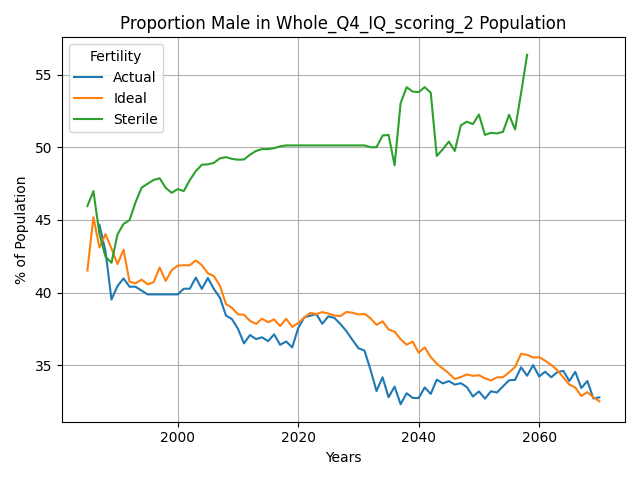 Proportion Male in Whole_Q4_IQ_scoring_2 Population
Fertility
Actual
Ideal
Sterile
% of Population
55
50
45
40
35
2000
2020
2040
2060
Years